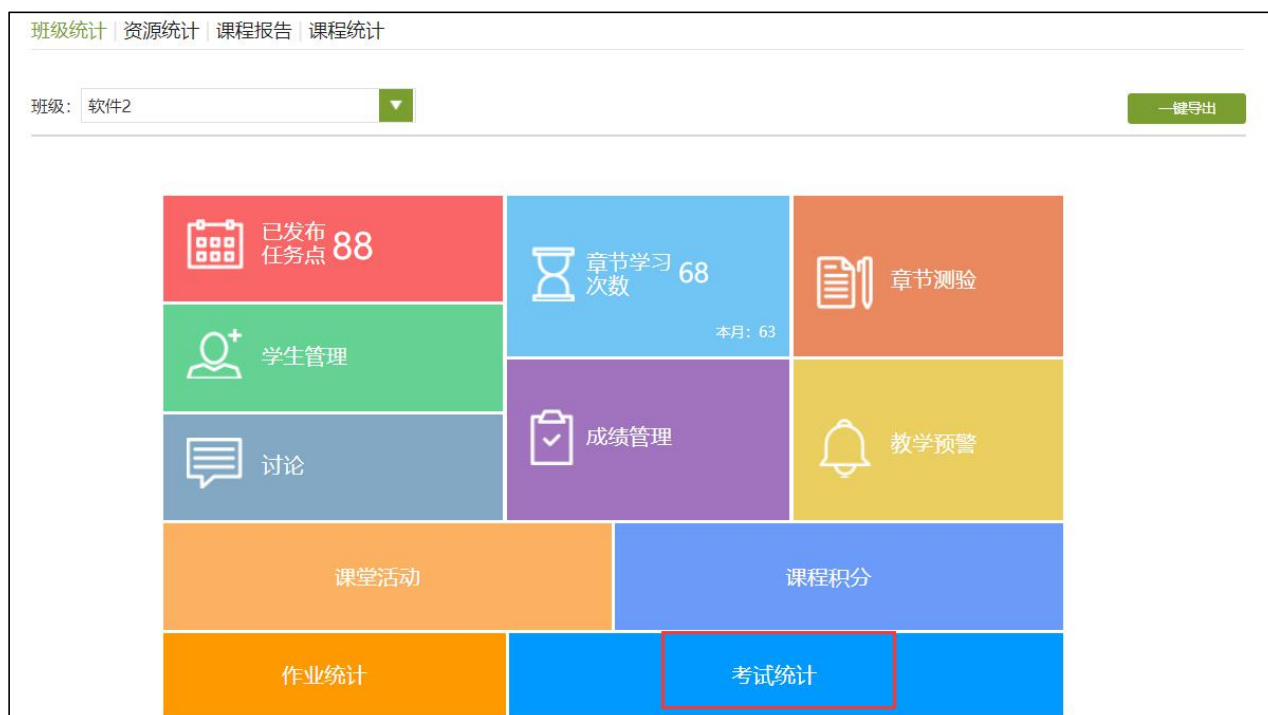 班级统计 资源统计 课程报告 课程统计
班级： 软件2
一键导出
已发布
任务点 88
章节学习
次数 68
本月：63
章节测验
学生管理
成绩管理
教学预警
讨论
课堂活动
课程积分
作业统计
考试统计